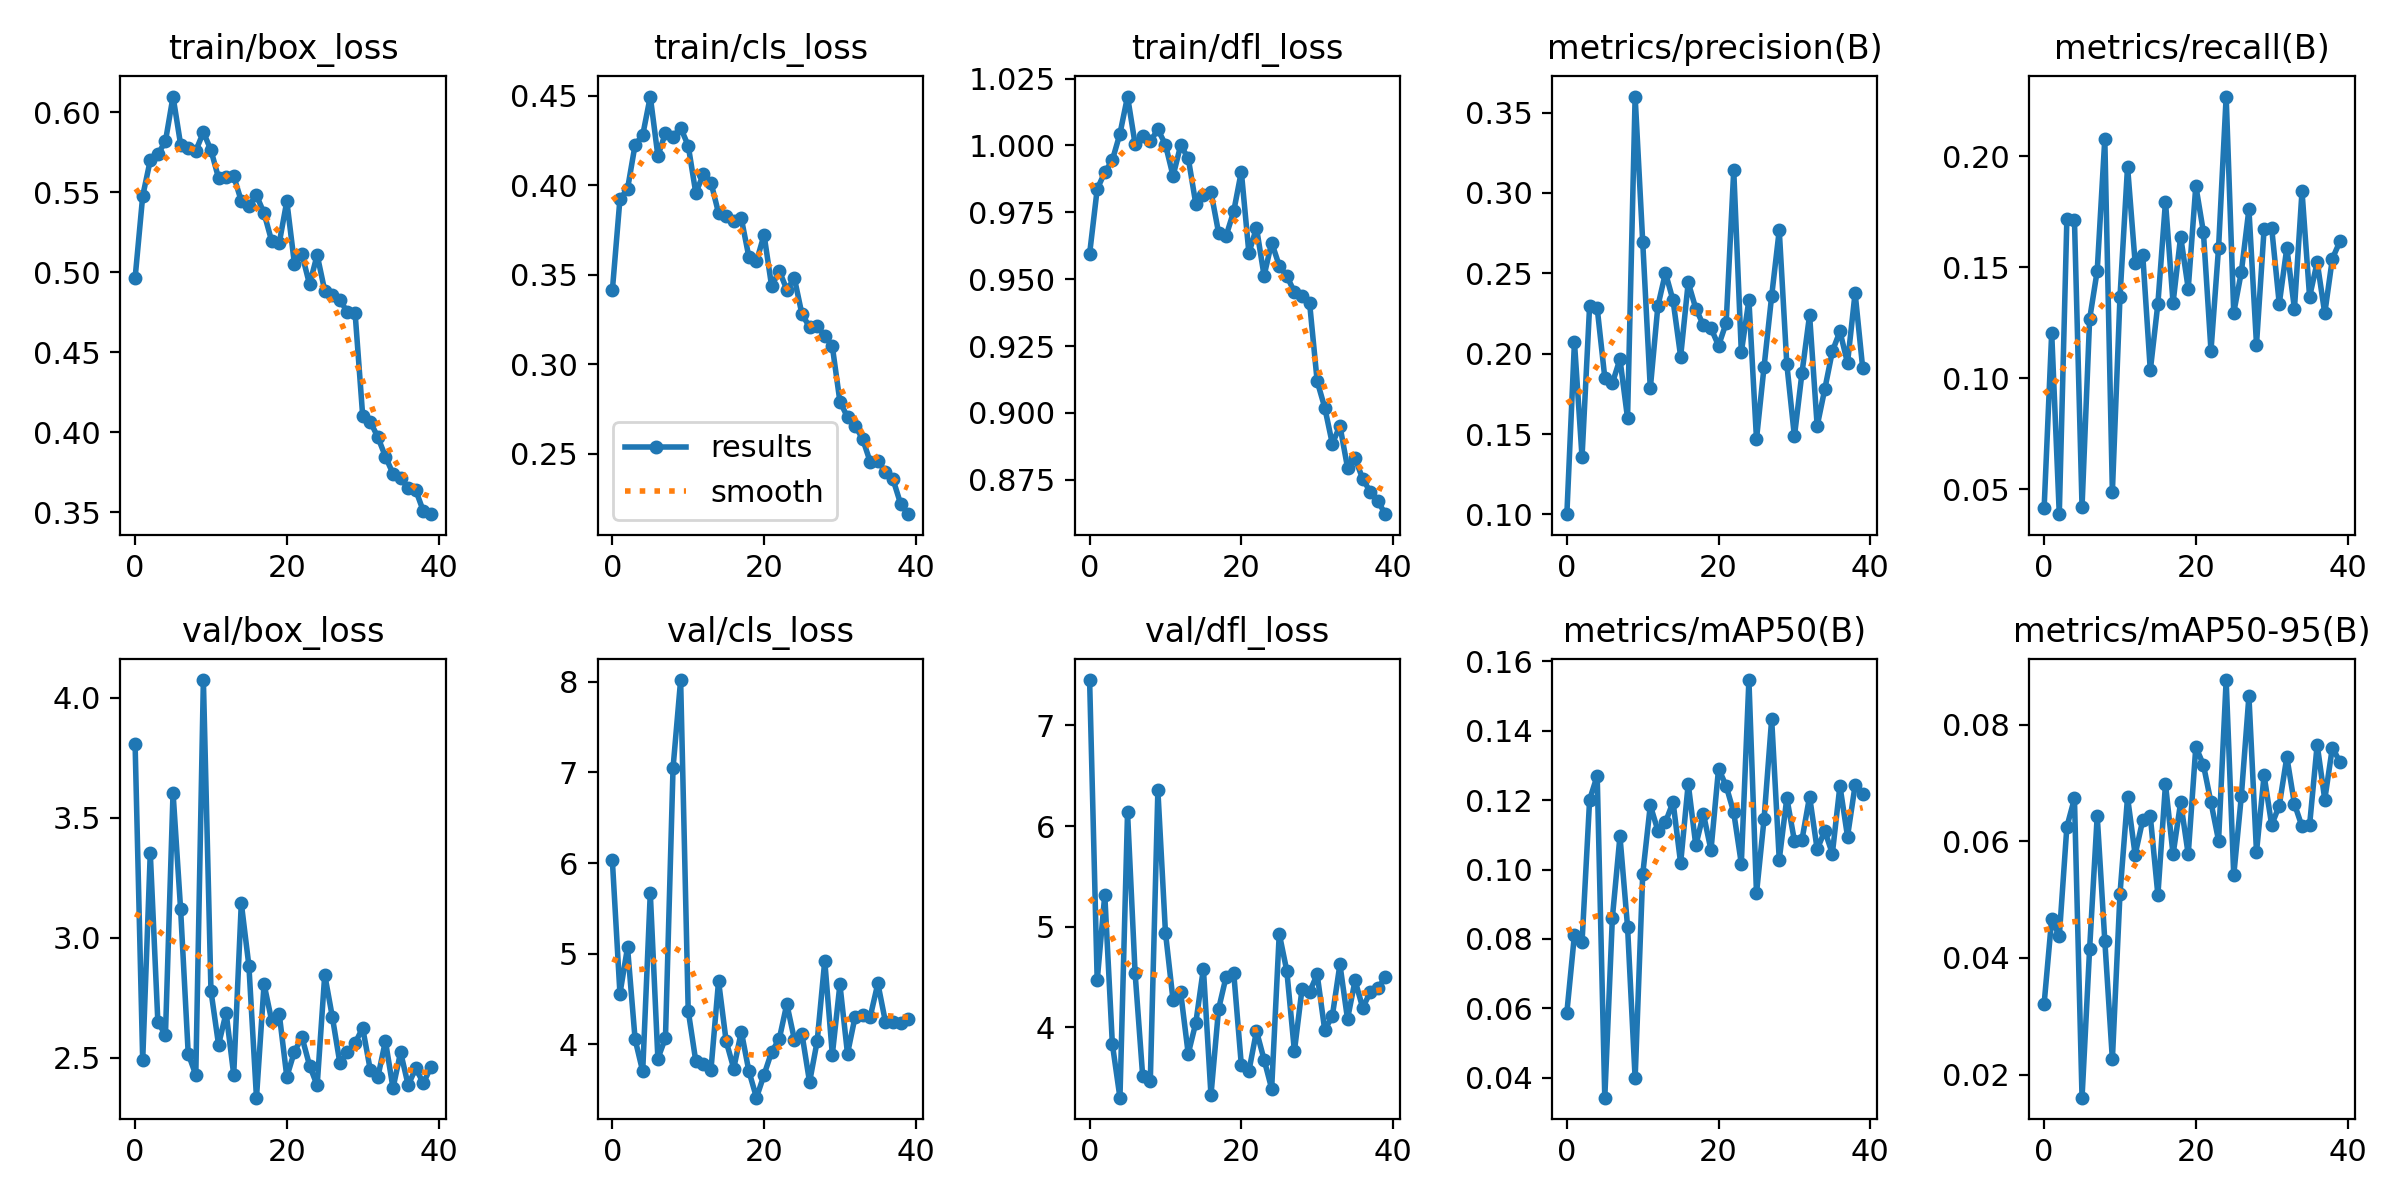 train/box_loss
0.60
0.55
0.50
0.45
0.40
0.35
0 20 40
train/cls_loss
0.45
0.40
0.35
0.30
0.25
results
smooth
0 20 40
train/dfl_loss
1.025
1.000
0.975
0.950
0.925
0.900
0.875
0 20 40
metrics/precision(B)
0.35
0.30
0.25
0.20
0.15
0.10
0 20 40
metrics/recall(B)
0.20
0.15
0.10
0.05
0 20 40
val/box_loss
4.0
3.5
3.0
2.5
0 20 40
val/cls_loss
8
7
6
5
4
0 20 40
val/dfl_loss
7
6
5
4
0 20 40
metrics/mAP50(B)
0.16
0.14
0.12
0.10
0.08
0.06
0.04
0 20 40
metrics/mAP50-95(B)
0.08
0.06
0.04
0.02
0 20 40